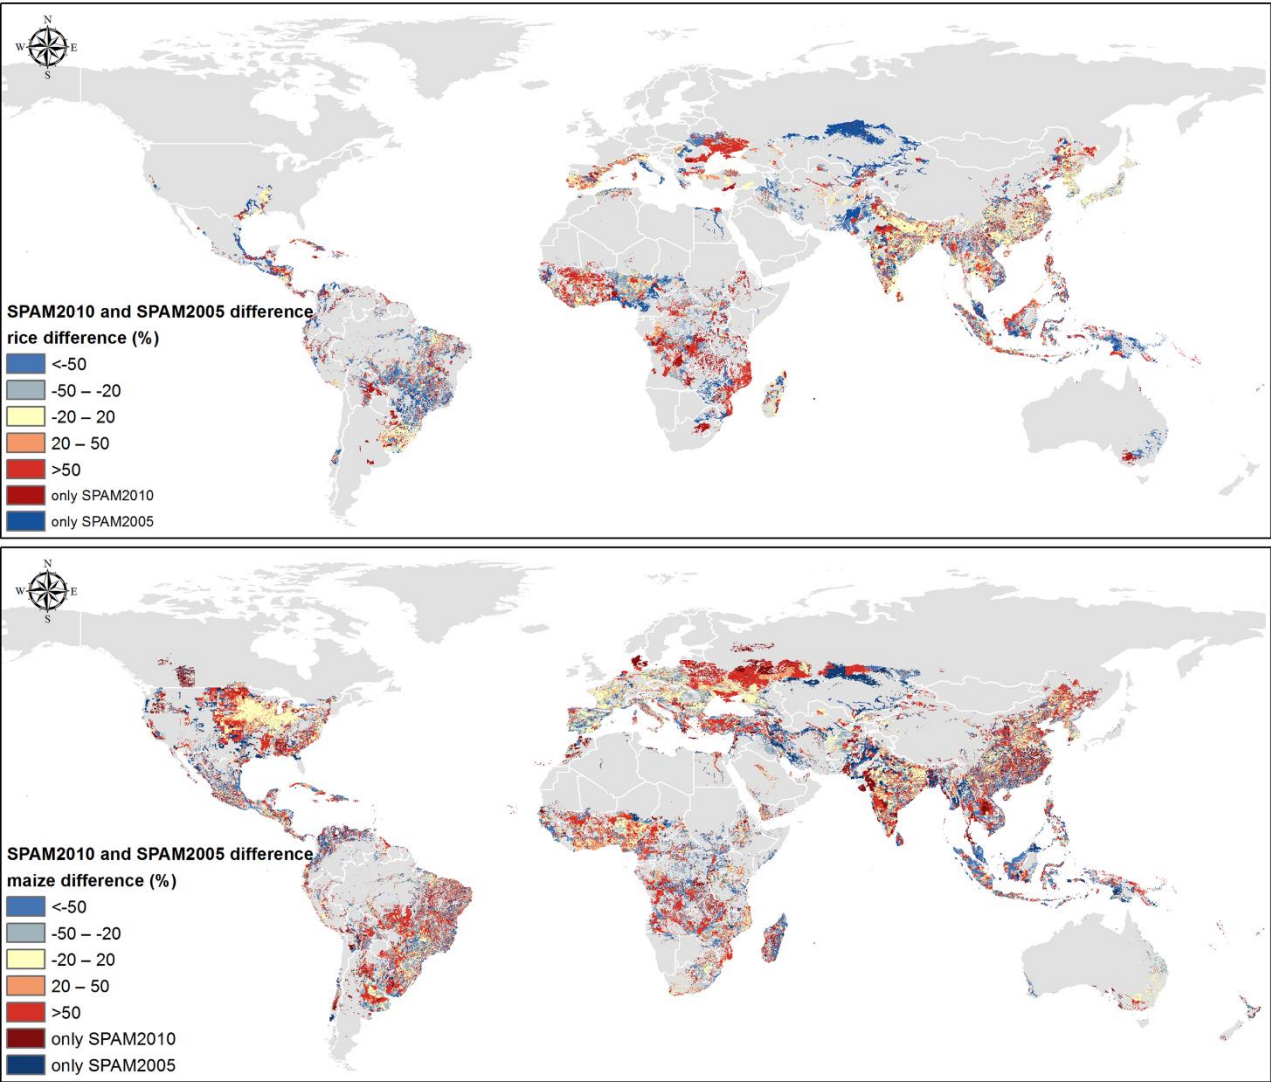 N
W E
S
SPAM2010 and SPAM2005 difference
rice difference (%)
<-50
-50 – -20
-20 – 20
20 – 50
>50
only SPAM2010
only SPAM2005
N
W E
S
SPAM2010 and SPAM2005 difference
maize difference (%)
<-50
-50 – -20
-20 – 20
20 – 50
>50
only SPAM2010
only SPAM2005